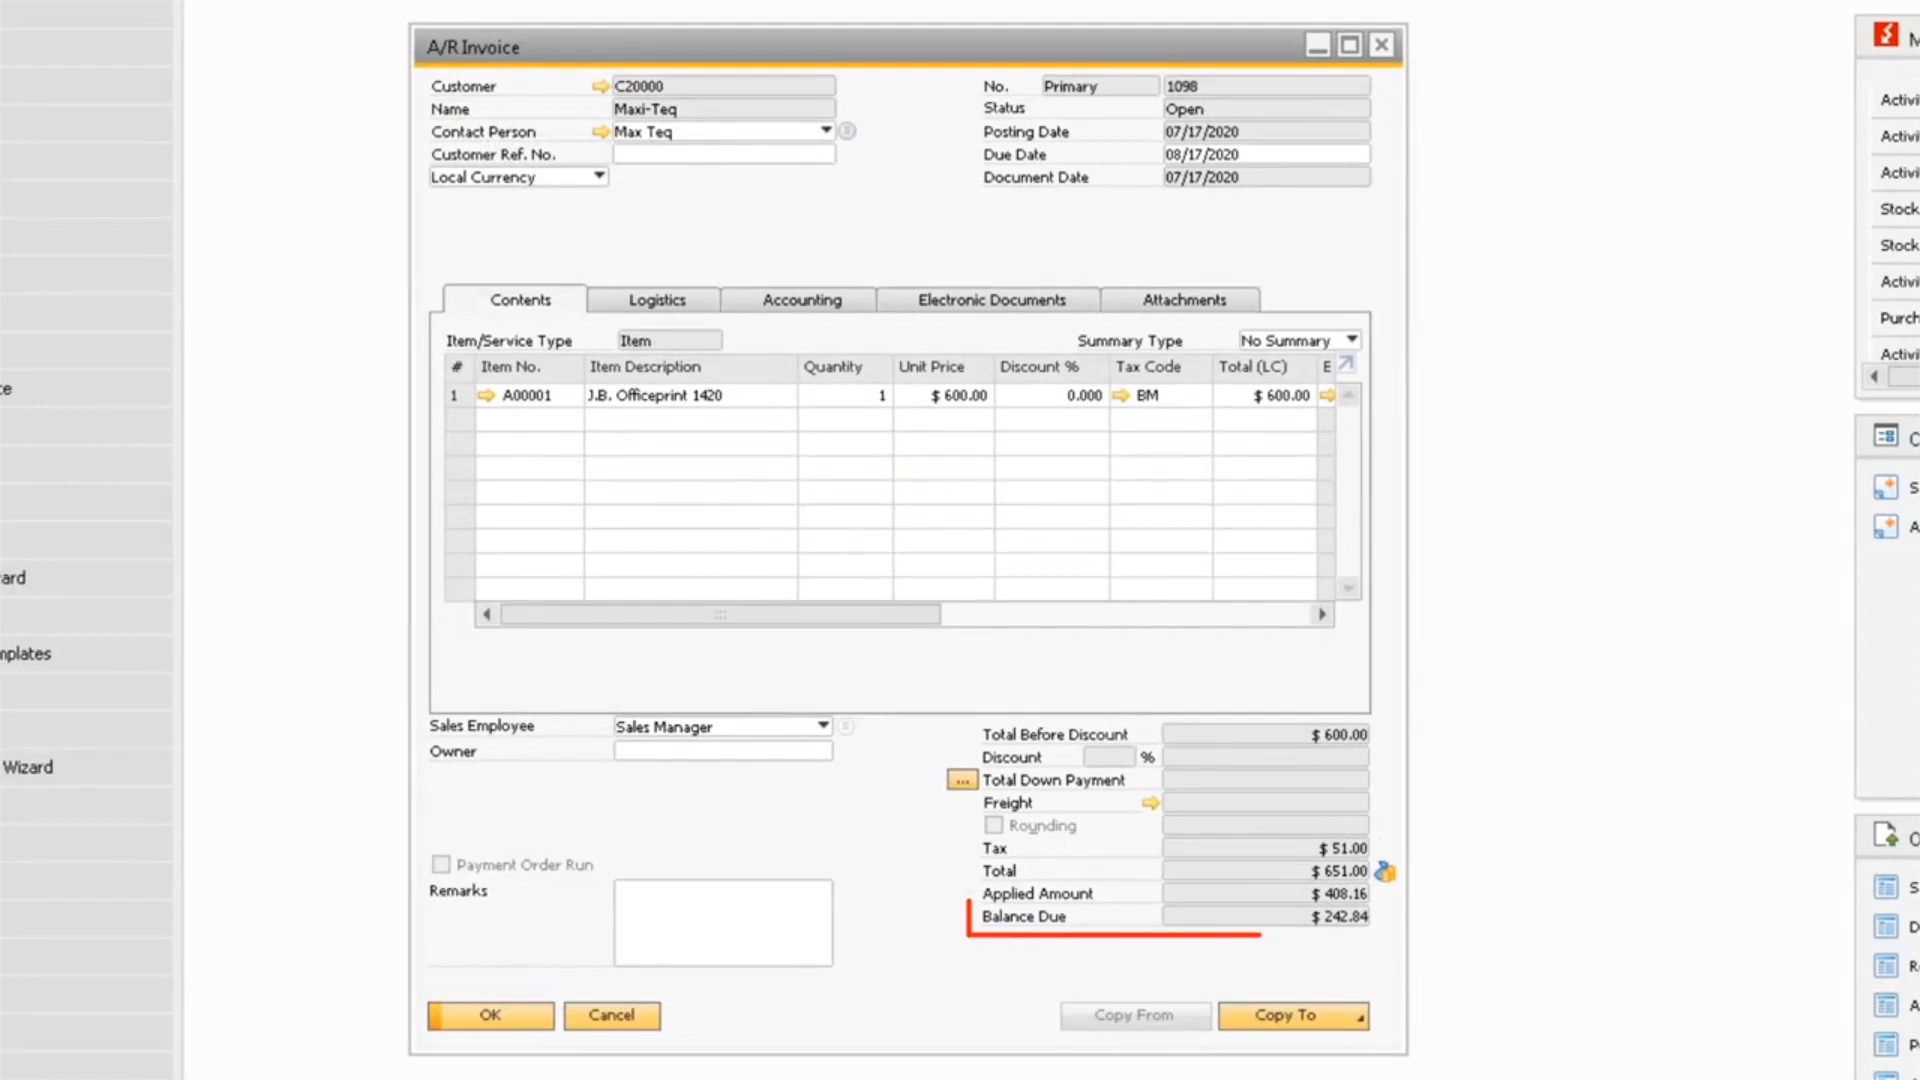 A/R Invoice
Customer C20000
Name Maxi-Teq
Contact Person Max Teq
Customer Ref. No.
Local Currency
No. Primary 1098
Status Open
Posting Date 07/17/2020
Due Date 08/17/2020
Document Date 07/17/2020
Contents Logistics Accounting Electronic Documents Attachments
Item/Service Type Item Summary Type No Summary
# Item No. Item Description Quantity Unit Price Discount % Tax Code Total (LC) E
1 A00001 J.B. Officeprint 1420 1 $ 600.00 0.000 BM $ 600.00
Sales Employee Sales Manager
Owner
Total Before Discount $ 600.00
Discount %
... Total Down Payment
Freight
Rounding
Tax $ 51.00
Total $ 651.00
Applied Amount $ 408.16
Balance Due $ 242.84
Payment Order Run
Remarks
OK Cancel Copy From Copy To
ard
mplates
Wizard
Activi
Activi
Activi
Stock
Stock
Activi
Purch
Activi